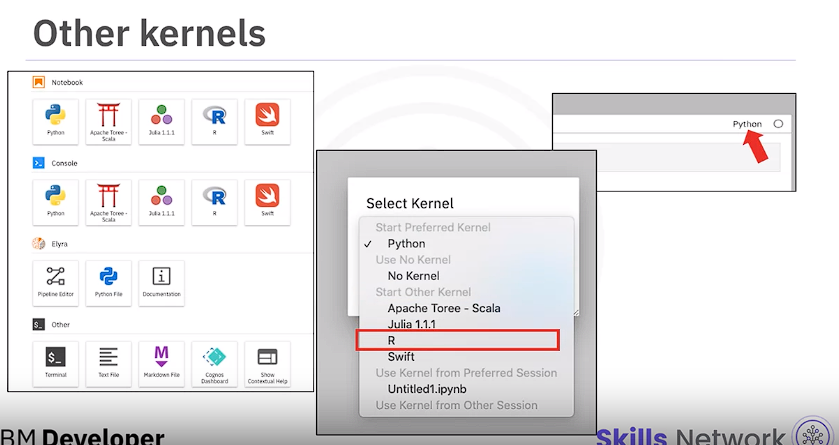 Other kernels
Notebook
Python
Apache Toree -
Scala
Julia 1.1.1
R
Swift
Console
Python
Apache Toree -
Scala
Julia 1.1.1
R
Swift
Elyra
Pipeline Editor
Python File
Documentation
Other
$_
Terminal
Text File
M
Markdown File
Cognos
Dashboard
Show
Contextual Help
Select Kernel
Start Preferred Kernel
✓ Python
Use No Kernel
No Kernel
Start Other Kernel
Apache Toree - Scala
Julia 1.1.1
R
Swift
Use Kernel from Preferred Session
Untitled1.ipynb
Use Kernel from Other Session
Python
BM Developer
Skills Network